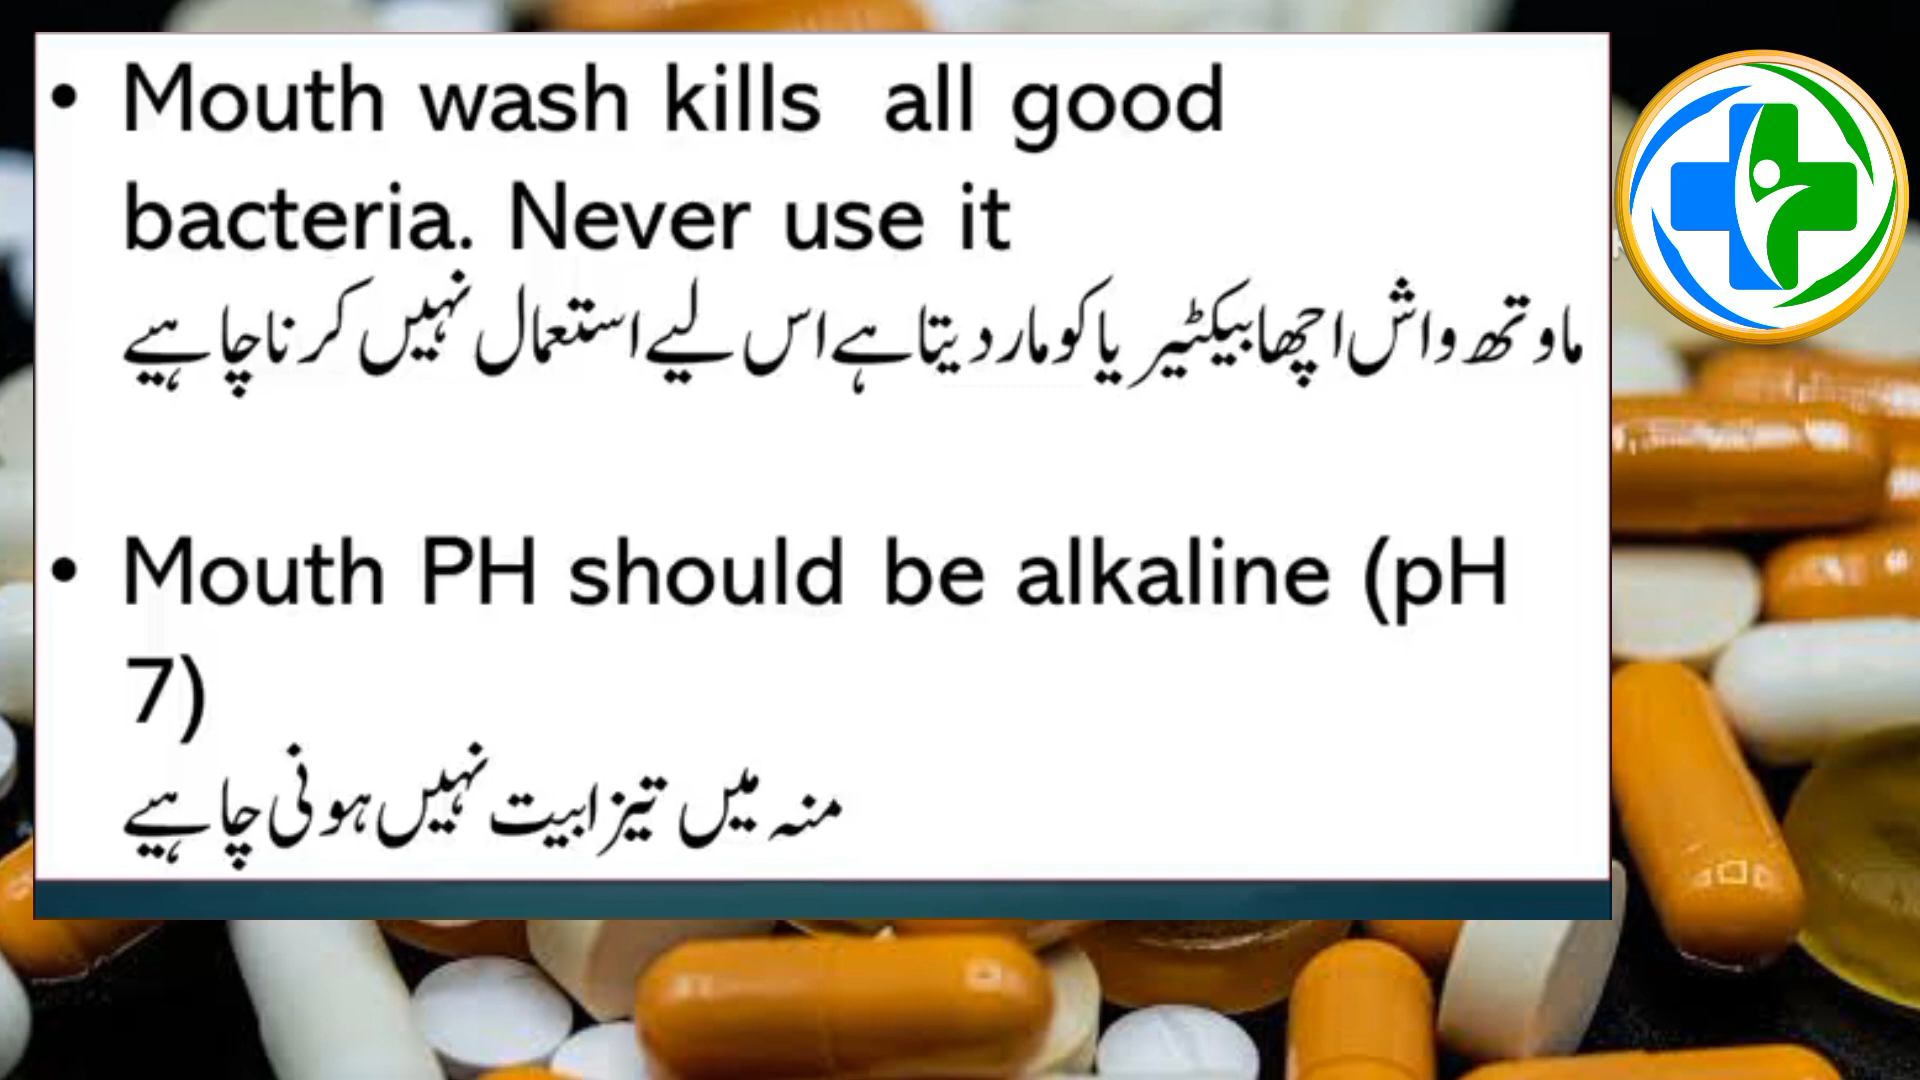 • Mouth wash kills all good
bacteria. Never use it
ماوتھ واش اچھا بیکٹیریا کو مار دیتا ہے اس لیے استعمال نہیں کرنا چاہیے
• Mouth PH should be alkaline (pH
7)
منہ میں تیزابیت نہیں ہونی چاہیے